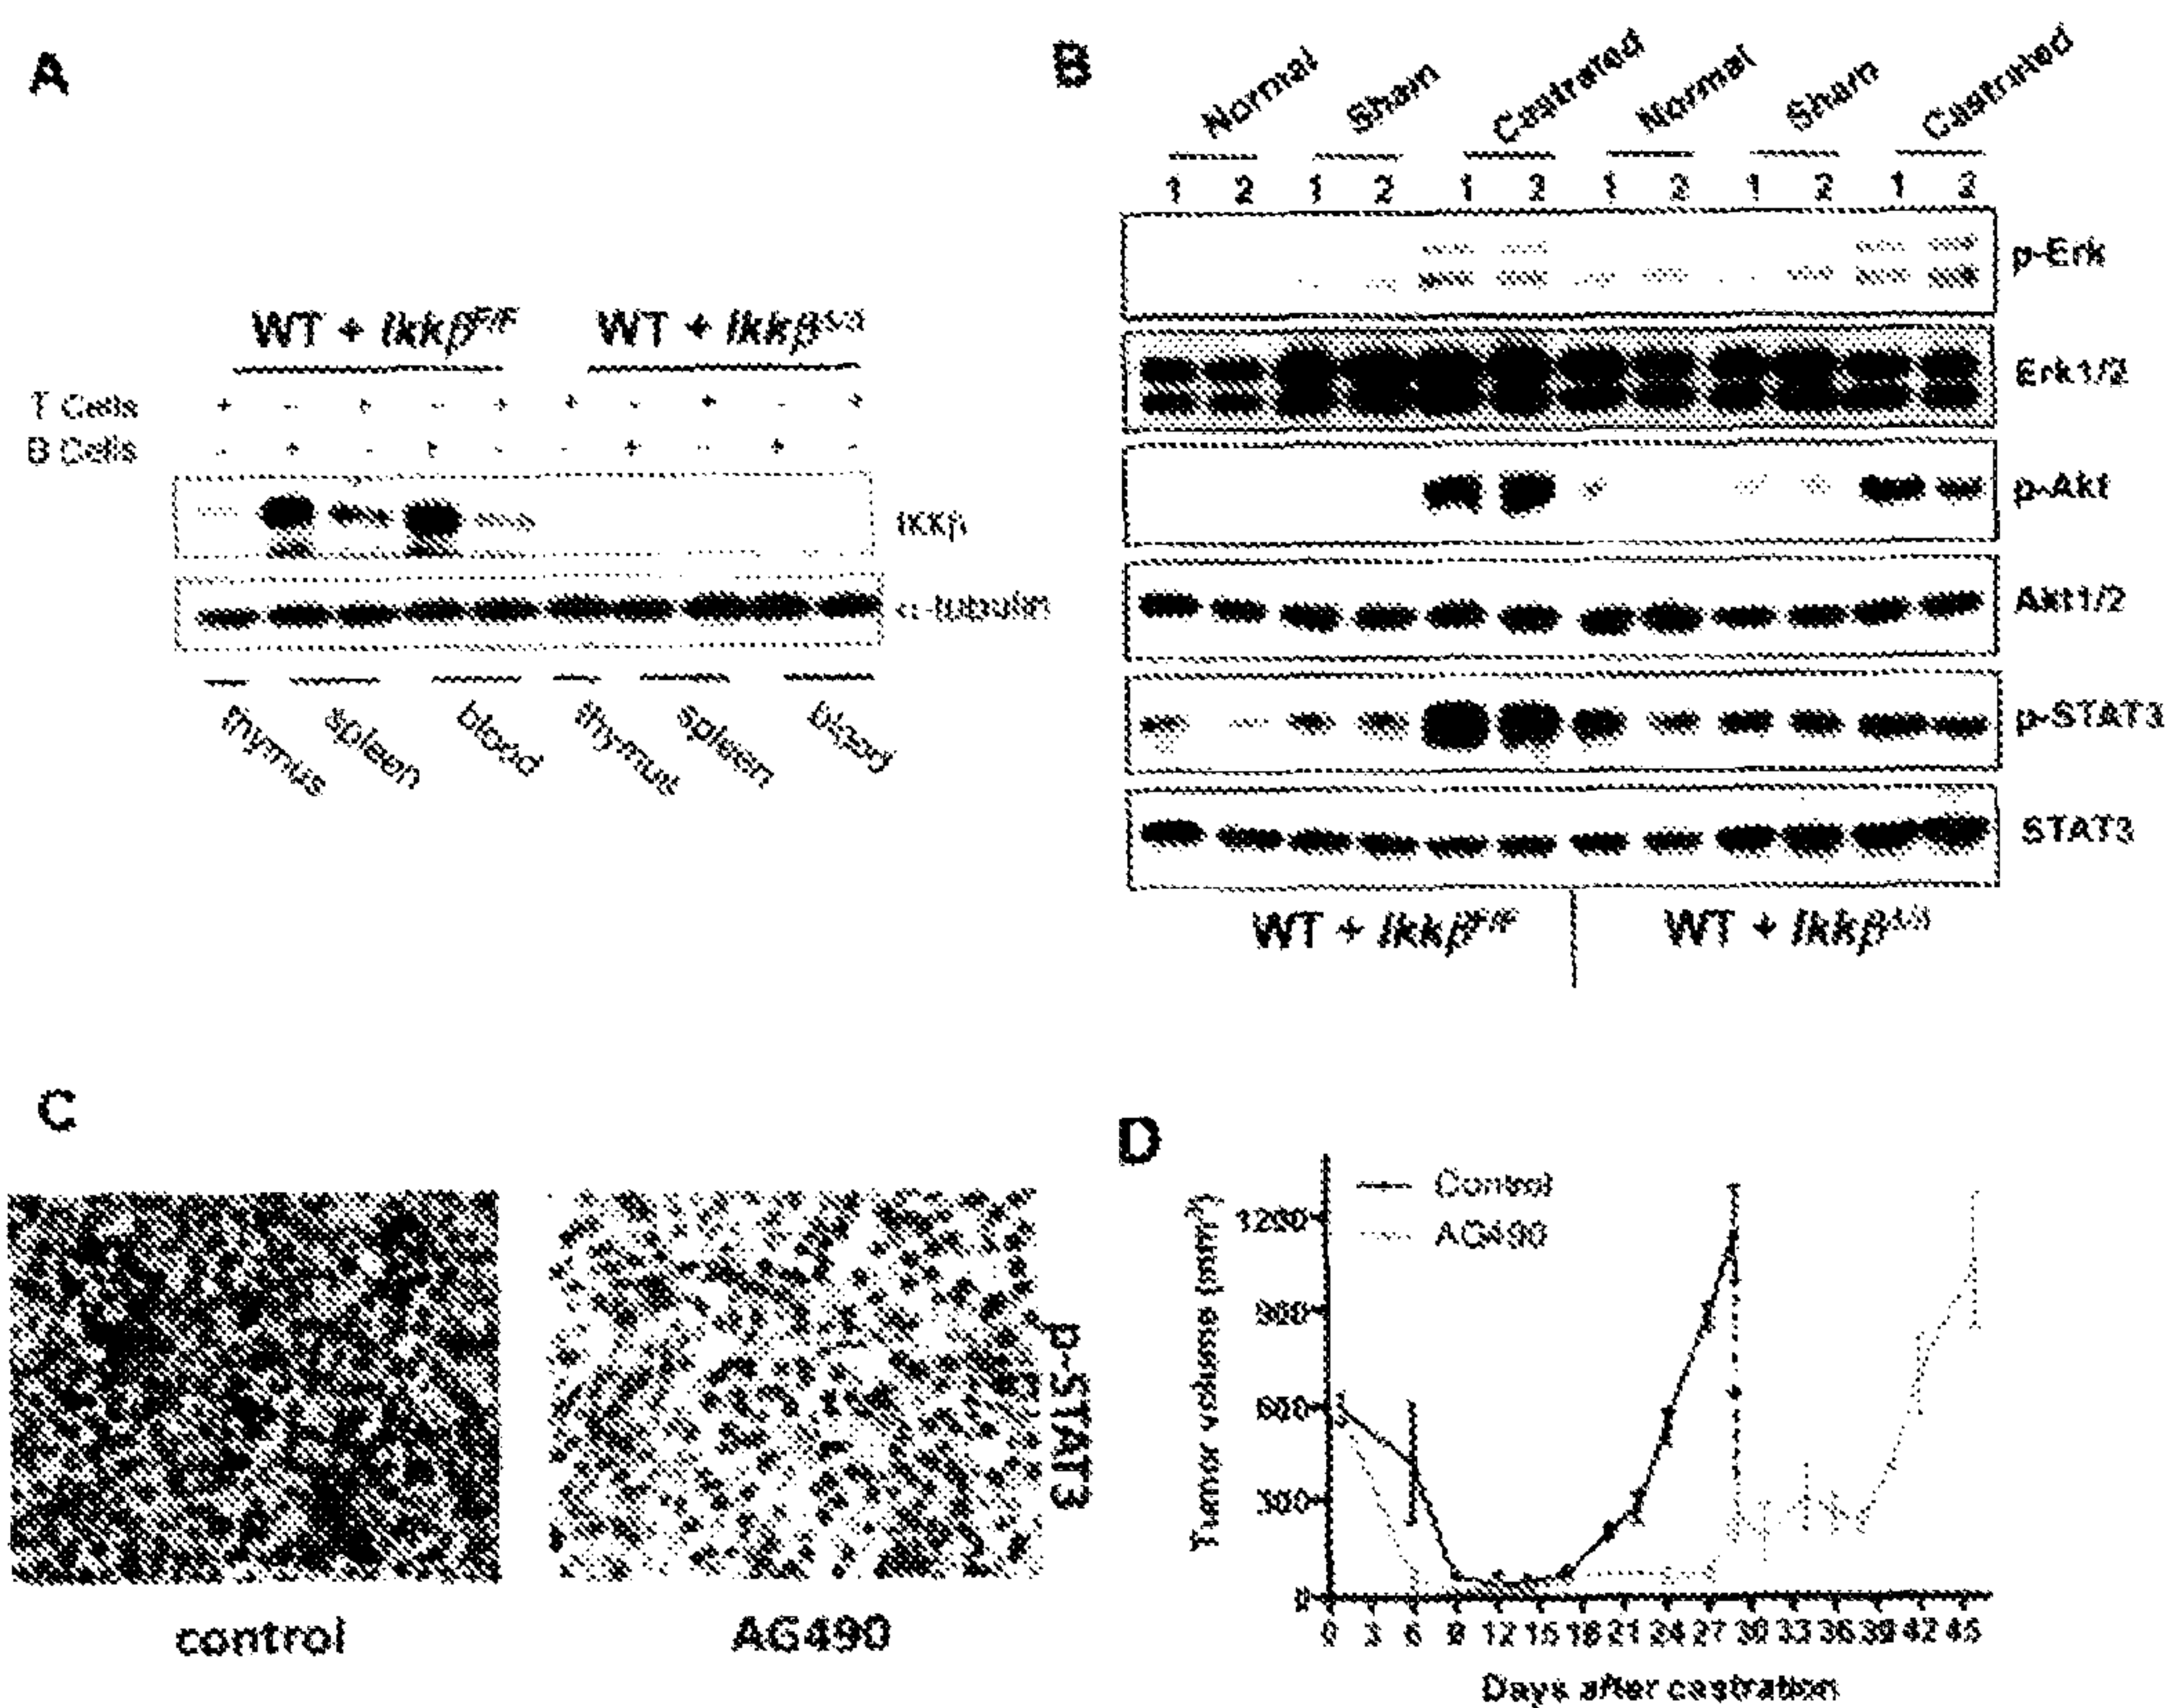 A
WT + Ikkβ^F/F WT + Ikkβ^Δ/Δ
T Cells + - + - + + - + - +
B Cells - + - + - - + - + -
IKKβ
α-tubulin
thymus spleen blood thymus spleen blood
B
Normal Sham Castrated Normal Sham Castrated
1 2 1 2 1 2 1 2 1 2 1 2
p-Erk
Erk1/2
p-Akt
Akt1/2
p-STAT3
STAT3
WT + Ikkβ^F/F WT + Ikkβ^Δ/Δ
C
control
AG490
p-STAT3
D
Control
AG490
Tumor volume (mm³)
1200
900
600
300
0
0 3 6 9 12 15 18 21 24 27 30 33 36 39 42 45
Days after castration